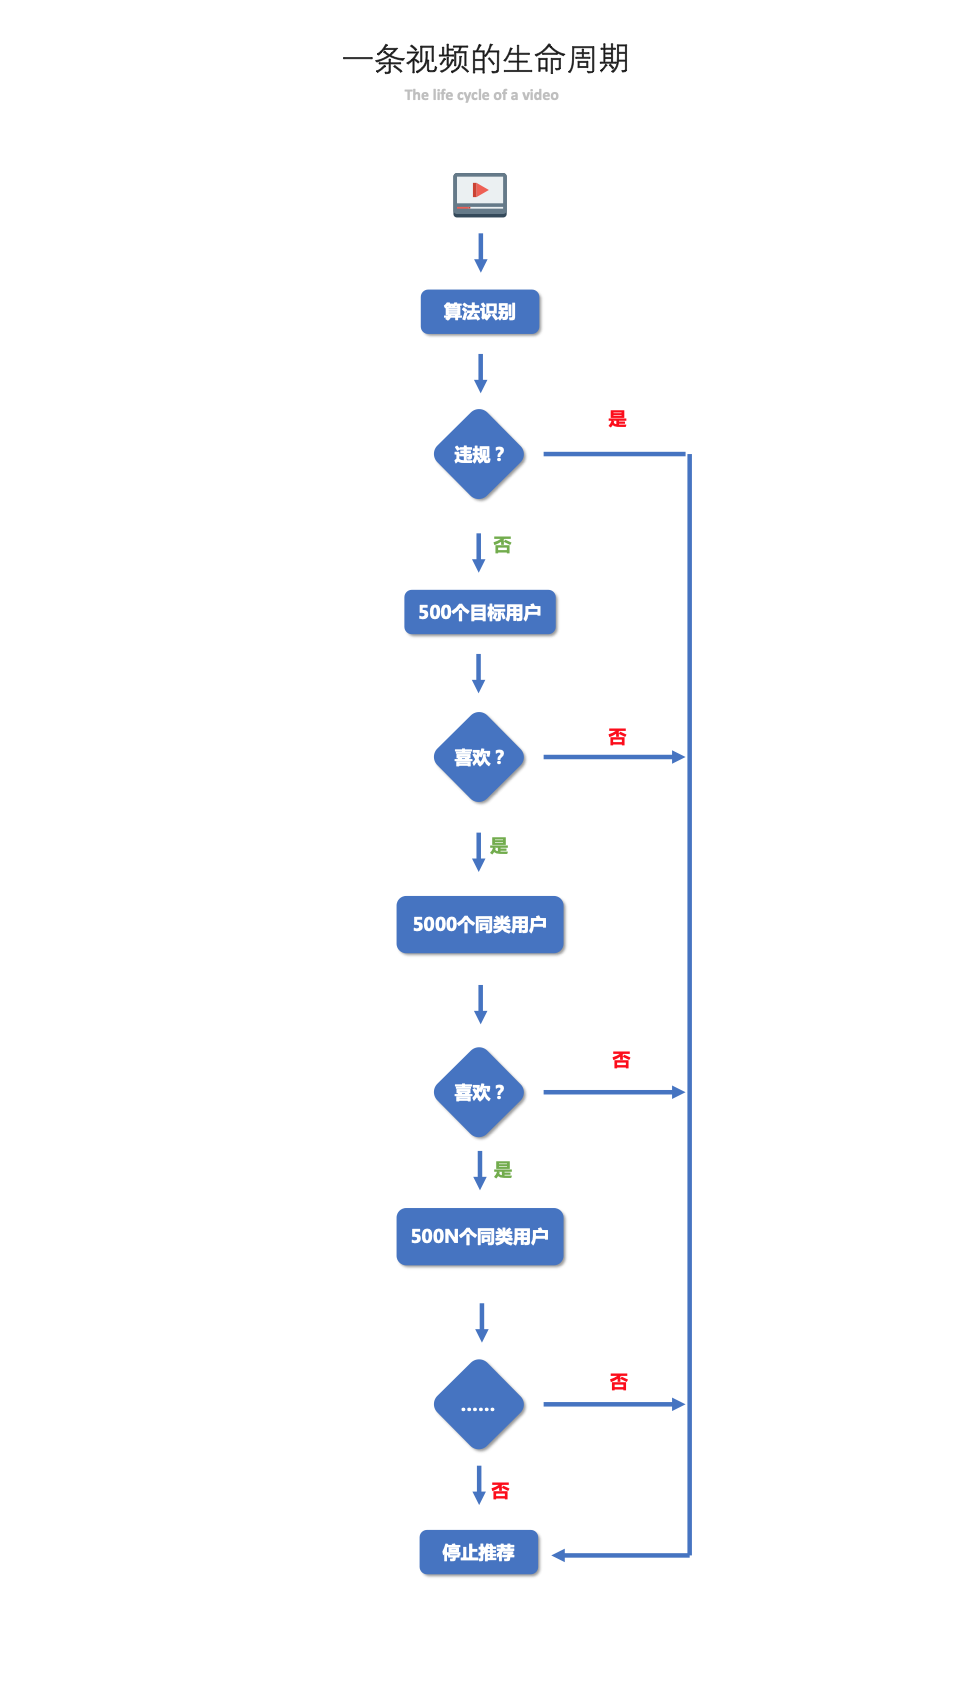 一条视频的生命周期
The life cycle of a video
算法识别
是
违规？
否
500个目标用户
否
喜欢？
是
5000个同类用户
否
喜欢？
是
500N个同类用户
否
......
否
停止推荐